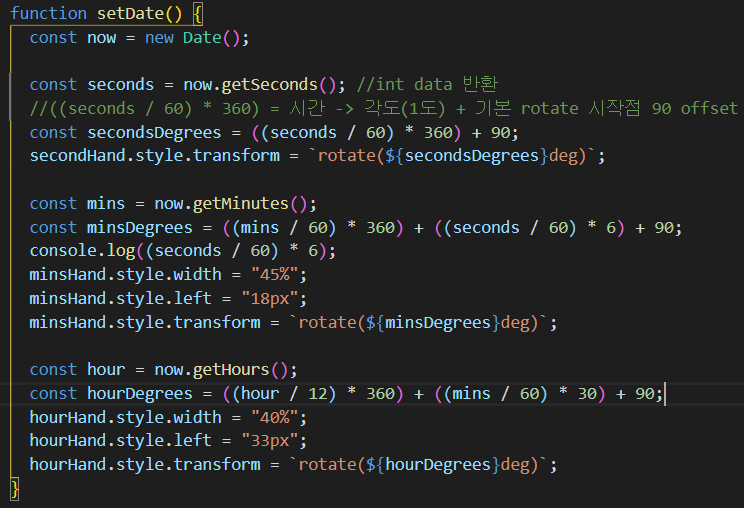 function setDate() {
const now = new Date();
const seconds = now.getSeconds(); //int data 반환
//((seconds / 60) * 360) = 시간 -> 각도(1도) + 기본 rotate 시작점 90 offset
const secondsDegrees = ((seconds / 60) * 360) + 90;
secondHand.style.transform = `rotate(${secondsDegrees}deg)`;
const mins = now.getMinutes();
const minsDegrees = ((mins / 60) * 360) + ((seconds / 60) * 6) + 90;
console.log((seconds / 60) * 6);
minsHand.style.width = "45%";
minsHand.style.left = "18px";
minsHand.style.transform = `rotate(${minsDegrees}deg)`;
const hour = now.getHours();
const hourDegrees = ((hour / 12) * 360) + ((mins / 60) * 30) + 90;
hourHand.style.width = "40%";
hourHand.style.left = "33px";
hourHand.style.transform = `rotate(${hourDegrees}deg)`;
}